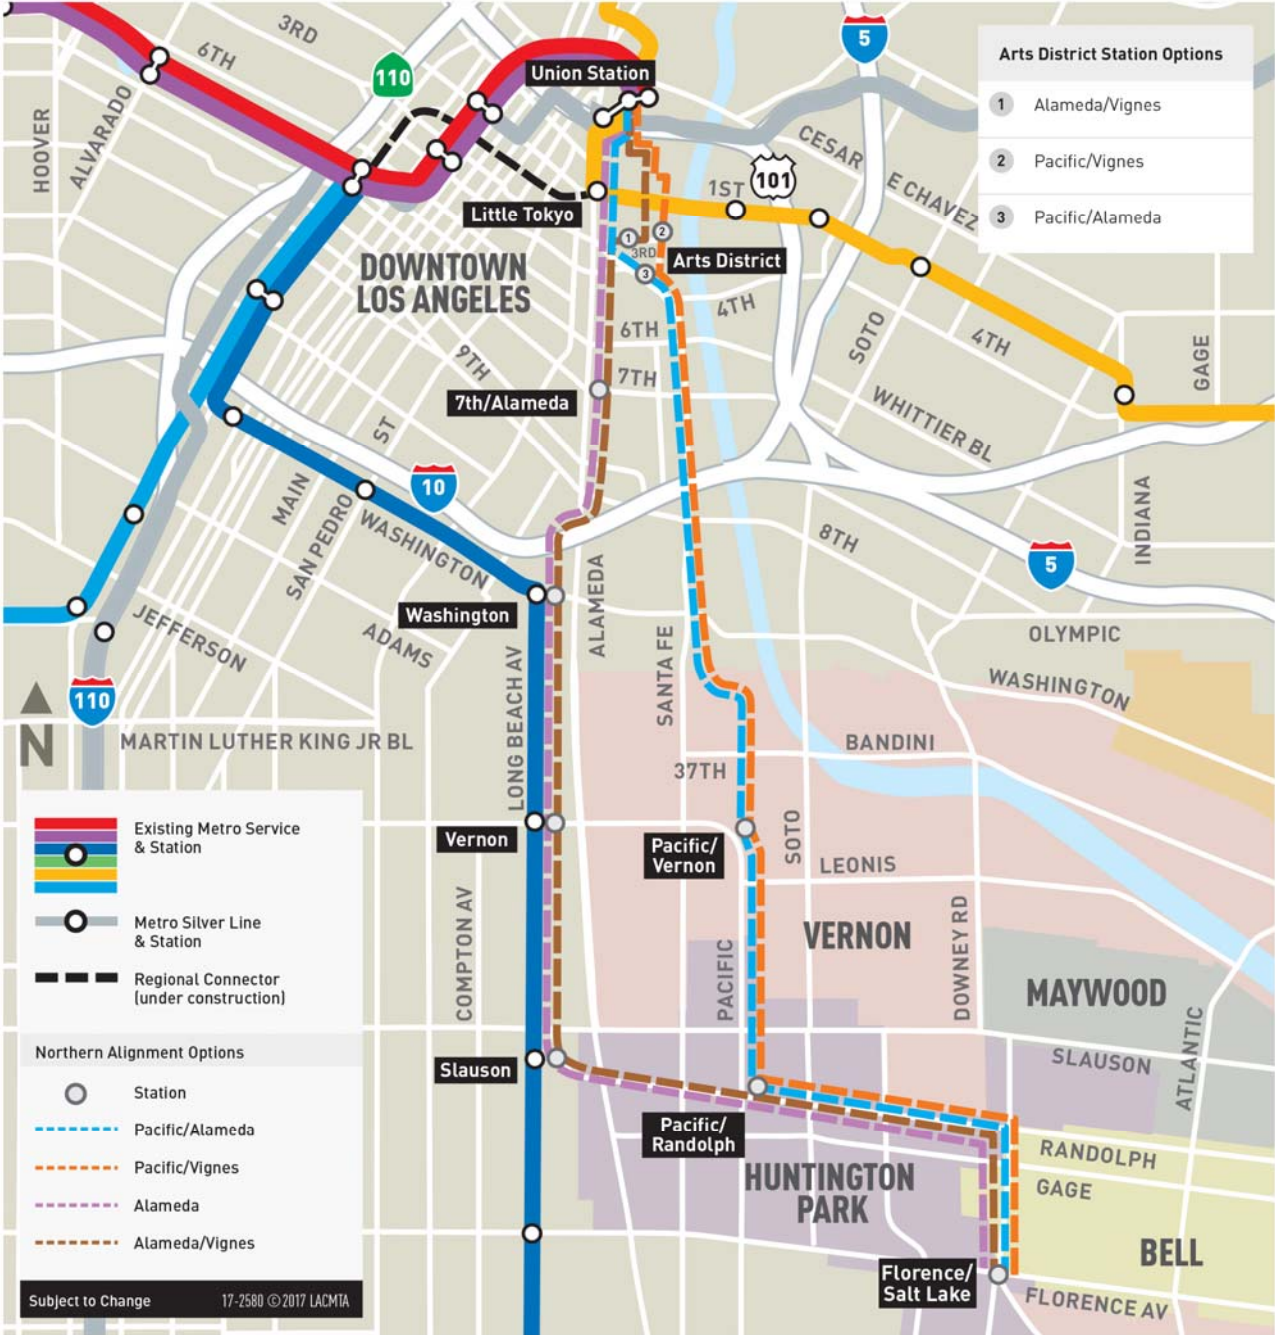 3RD
6TH
110
5
Union Station
Arts District Station Options
1 Alameda/Vignes
2 Pacific/Vignes
3 Pacific/Alameda
HOOVER
ALVARADO
CESAR
E CHAVEZ
101
1ST
Little Tokyo
1
2
3RD
3
Arts District
DOWNTOWN
LOS ANGELES
4TH
6TH
SOTO
4TH
GAGE
9TH
7TH
7th/Alameda
WHITTIER BL
ST
MAIN
10
SAN PEDRO
WASHINGTON
8TH
INDIANA
5
ALAMEDA
Washington
JEFFERSON
ADAMS
SANTA FE
OLYMPIC
WASHINGTON
110
N
LONG BEACH AV
MARTIN LUTHER KING JR BL
BANDINI
37TH
SOTO
Existing Metro Service
& Station
Vernon
Pacific/
Vernon
LEONIS
COMPTON AV
DOWNEY RD
VERNON
Metro Silver Line
& Station
PACIFIC
MAYWOOD
Regional Connector
(under construction)
ATLANTIC
Northern Alignment Options
Slauson
SLAUSON
Station
Pacific/Alameda
Pacific/
Randolph
RANDOLPH
Pacific/Vignes
HUNTINGTON
PARK
GAGE
Alameda
Alameda/Vignes
BELL
Florence/
Salt Lake
FLORENCE AV
Subject to Change 17-2580 ©2017 LACMTA